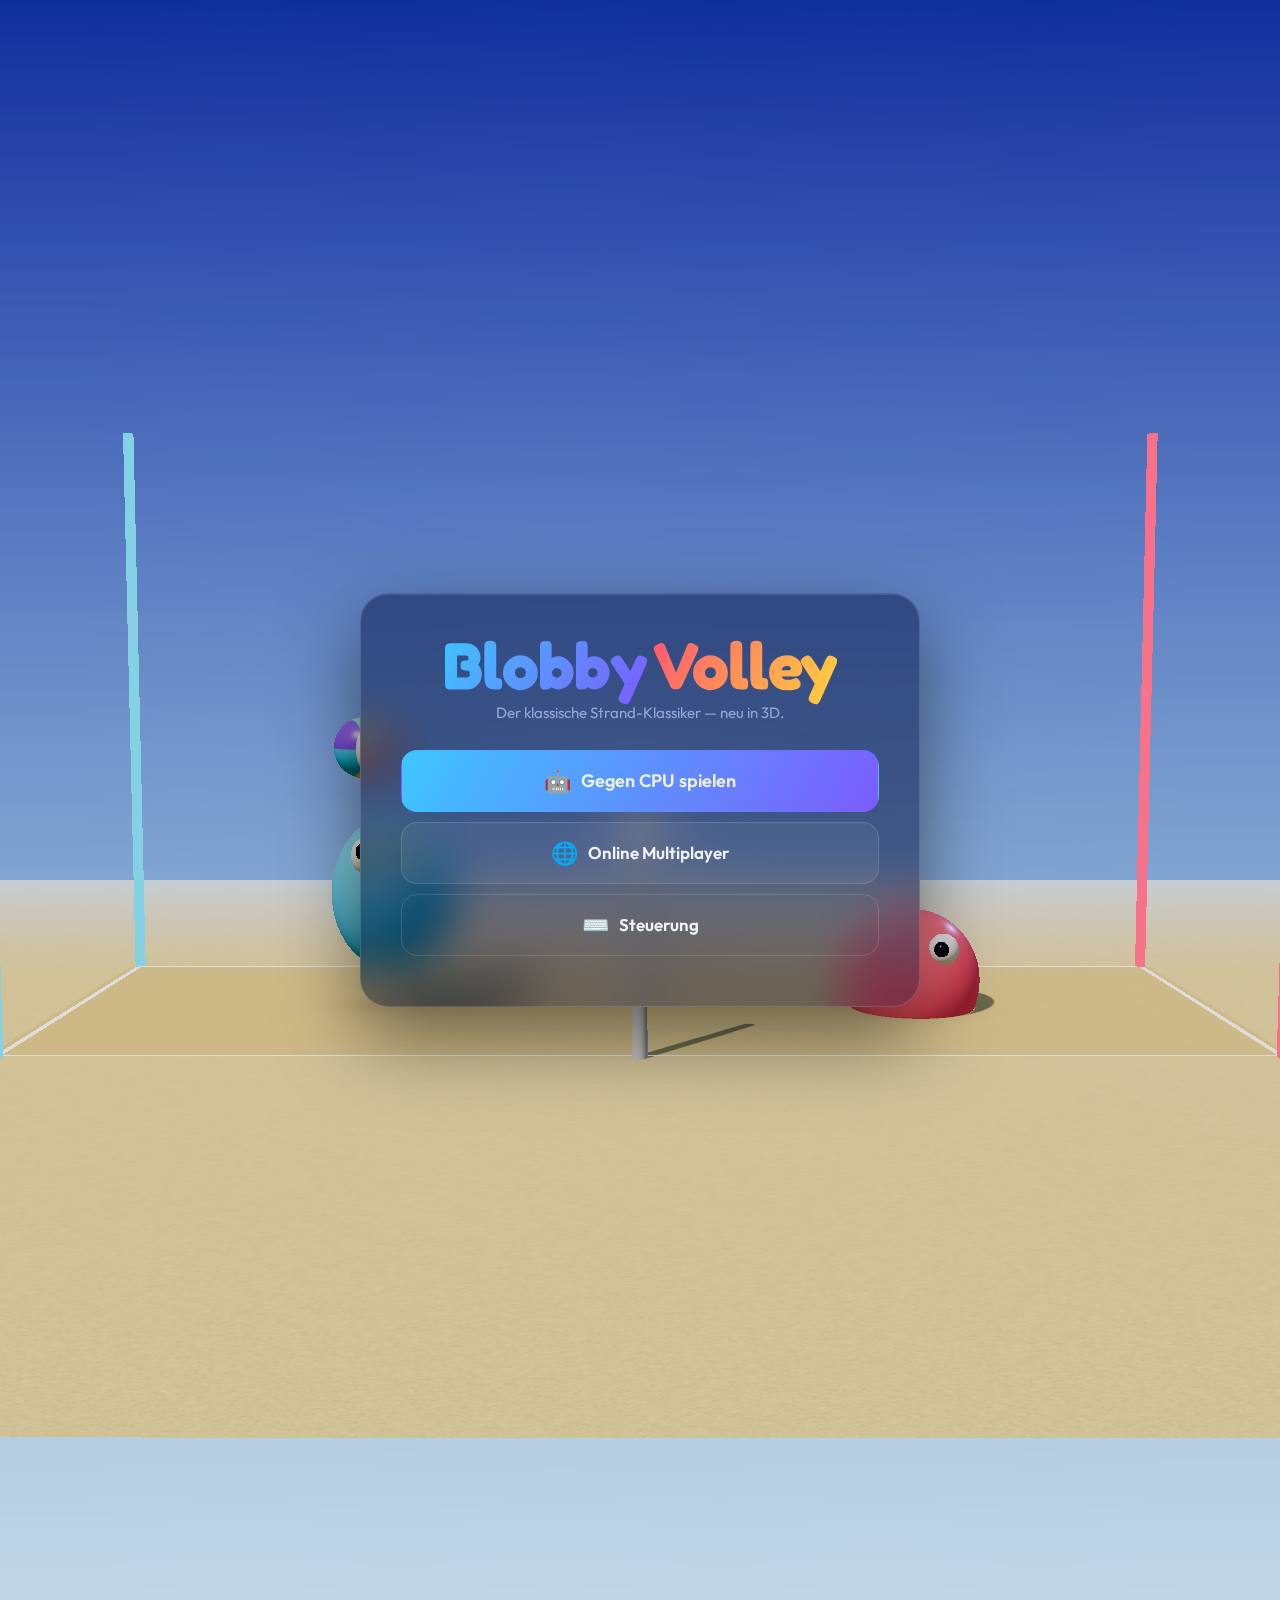 Blobby Volley
Der klassische Strand-Klassiker — neu in 3D.
Gegen CPU spielen
Online Multiplayer
Steuerung